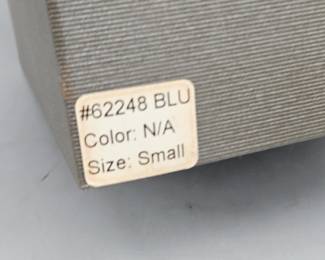 #62248 BLU
Color: N/A
Size: Small